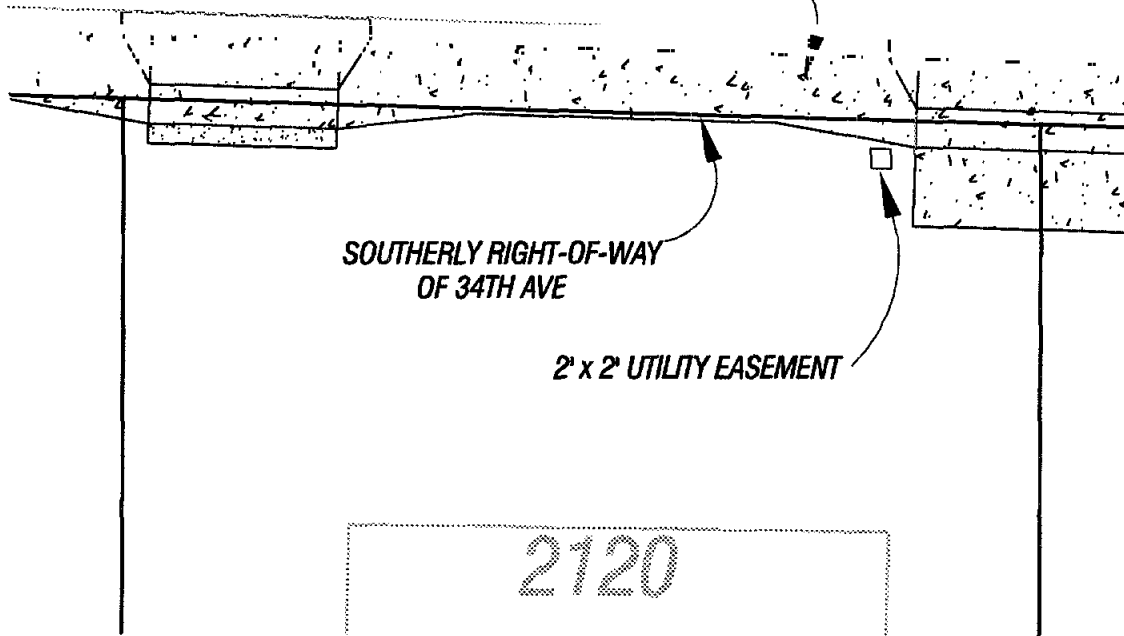 SOUTHERLY RIGHT-OF-WAY
OF 34TH AVE
2' x 2' UTILITY EASEMENT
2120